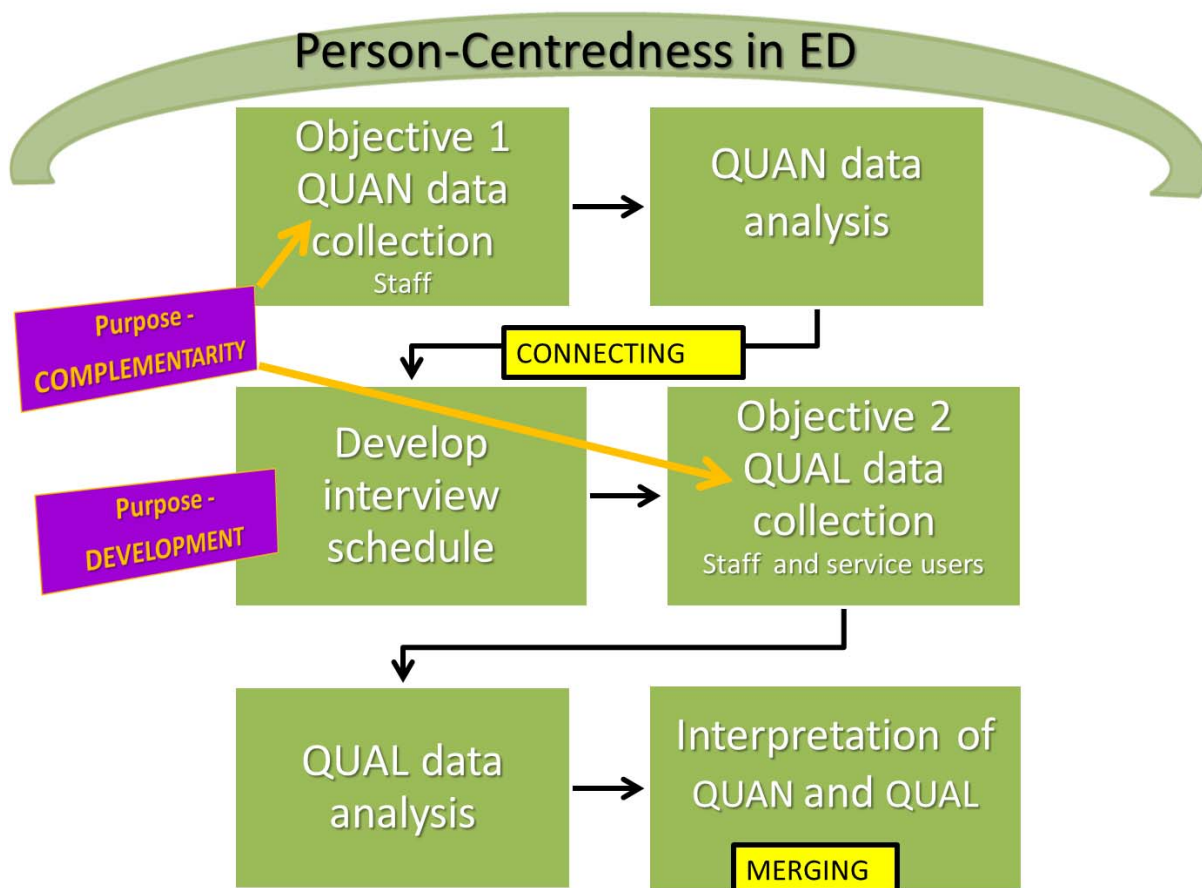 Person-Centredness in ED
Objective 1
QUAN data
collection
Staff
QUAN data
analysis
Purpose -
COMPLEMENTARITY
CONNECTING
Develop
interview
schedule
Objective 2
QUAL data
collection
Staff and service users
Purpose -
DEVELOPMENT
QUAL data
analysis
Interpretation of
QUAN and QUAL
MERGING